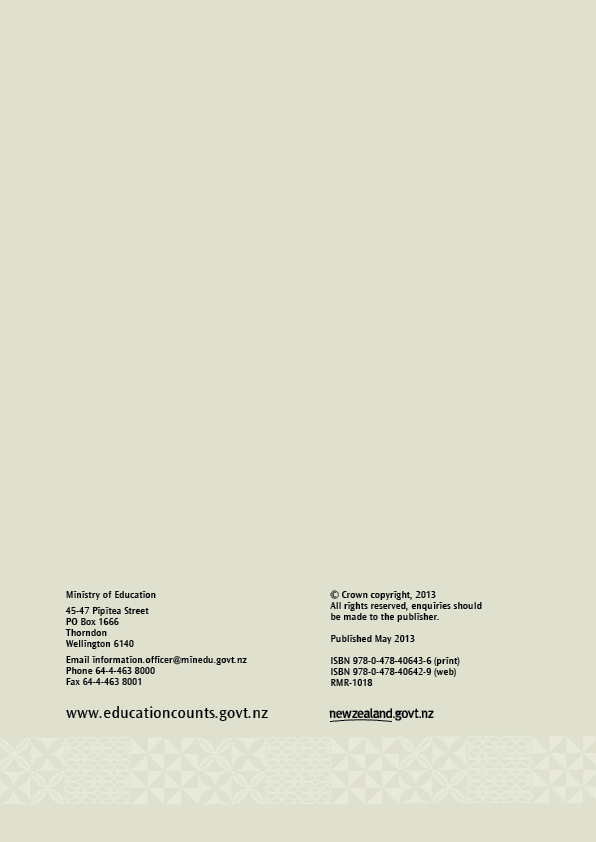 Ministry of Education
45-47 Pipitea Street
PO Box 1666
Thorndon
Wellington 6140
Email information.officer@minedu.govt.nz
Phone 64-4-463 8000
Fax 64-4-463 8001
www.educationcounts.govt.nz
© Crown copyright, 2013
All rights reserved, enquiries should
be made to the publisher.
Published May 2013
ISBN 978-0-478-40643-6 (print)
ISBN 978-0-478-40642-9 (web)
RMR-1018
newzealand.govt.nz